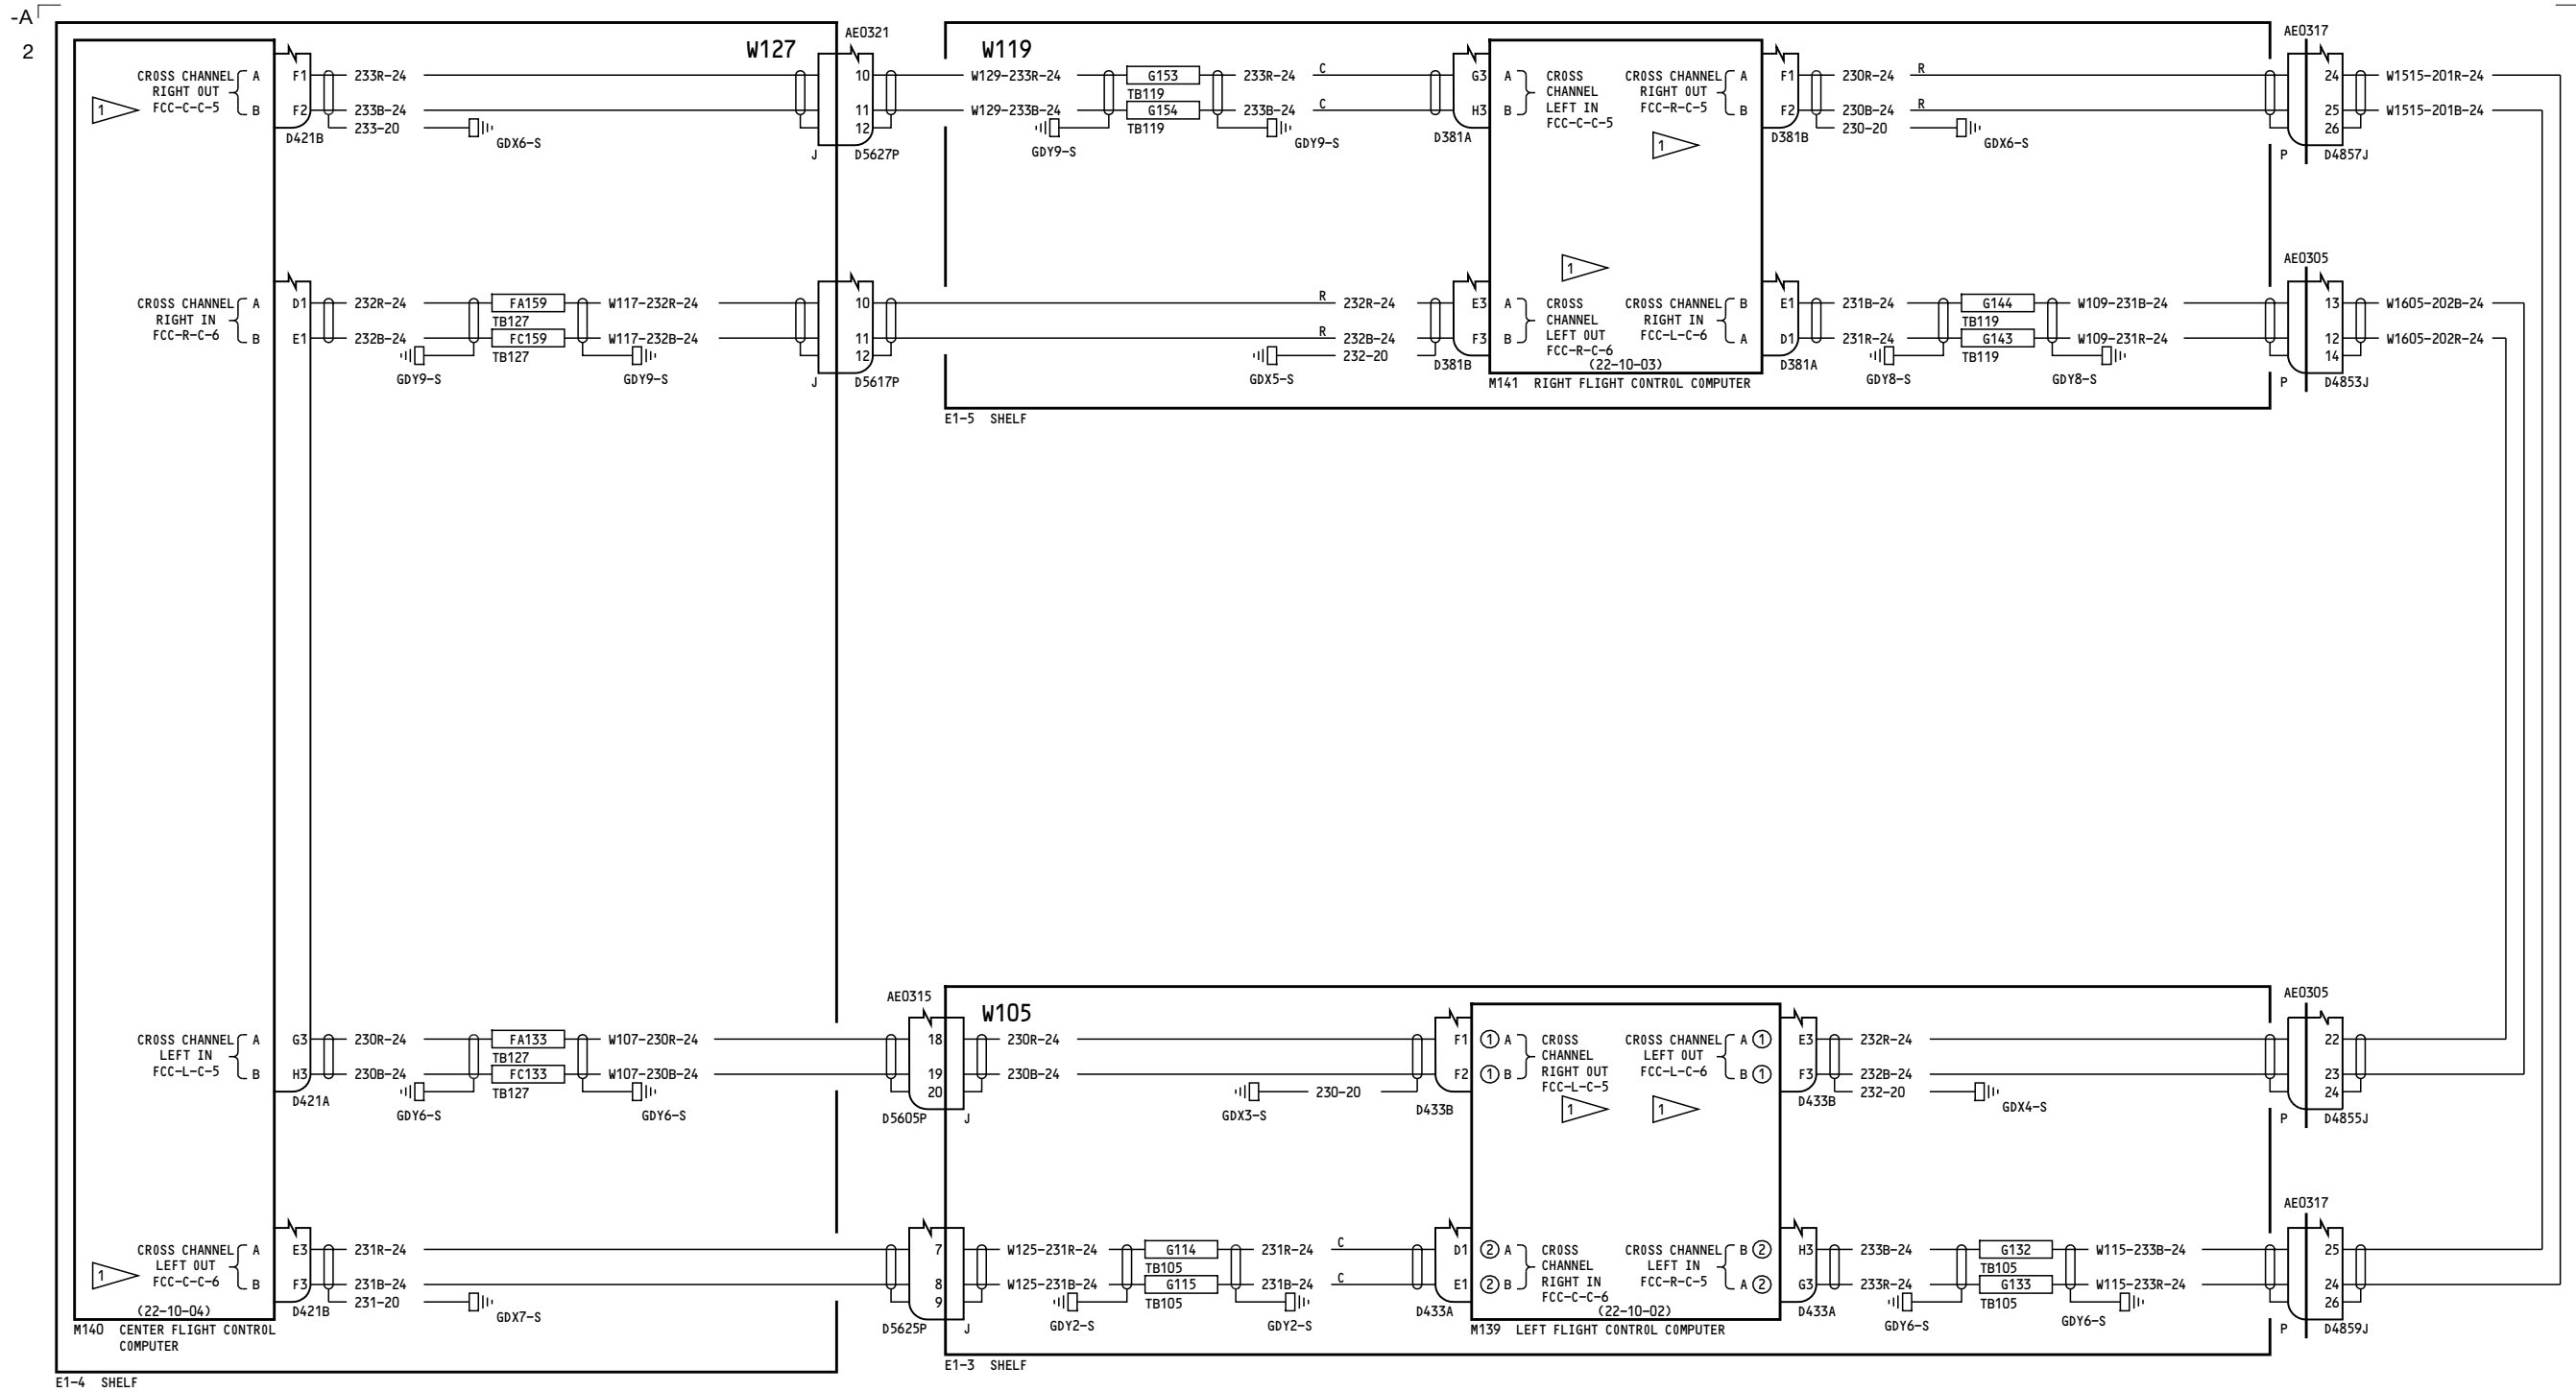 -A
2
W127
AE0321
W119
AE0317
CROSS CHANNEL A F1 233R-24
RIGHT OUT
FCC-C-C-5 B F2 233B-24
1
233-20
D421B
GDX6-S
10
11
12
J D5627P
W129-233R-24 G153 233R-24 C
TB119
W129-233B-24 G154 233B-24 C
TB119
GDY9-S
GDY9-S
G3 A CROSS
CHANNEL
H3 B LEFT IN
FCC-C-C-5
D381A
CROSS CHANNEL A F1 230R-24 R
RIGHT OUT
FCC-R-C-5 B F2 230B-24 R
1
230-20
D381B
GDX6-S
24 W1515-201R-24
25 W1515-201B-24
26
P D4857J
AE0305
CROSS CHANNEL A D1 232R-24 FA159 W117-232R-24
RIGHT IN
TB127
FCC-R-C-6 B E1 232B-24 FC159 W117-232B-24
TB127
GDY9-S
GDY9-S
10
11
12
J D5617P
R 232R-24
R 232B-24
GDX5-S
232-20
E3 A CROSS
CHANNEL
F3 B LEFT OUT
FCC-R-C-6
D381B
1
CROSS CHANNEL B E1 231B-24 G144 W109-231B-24
RIGHT IN
TB119
FCC-L-C-6 A D1 231R-24 G143 W109-231R-24
TB119
D381A
GDY8-S
GDY8-S
(22-10-03)
M141 RIGHT FLIGHT CONTROL COMPUTER
13 W1605-202B-24
12 W1605-202R-24
14
P D4853J
E1-5 SHELF
AE0315
W105
AE0305
CROSS CHANNEL A G3 230R-24 FA133 W107-230R-24
LEFT IN
TB127
FCC-L-C-5 B H3 230B-24 FC133 W107-230B-24
TB127
D421A
GDY6-S
GDY6-S
18 230R-24
19 230B-24
20
D5605P J
GDX3-S
230-20
F1 1 A CROSS
CHANNEL
F2 1 B RIGHT OUT
FCC-L-C-5
D433B
1
CROSS CHANNEL A 1 E3 232R-24
LEFT OUT
FCC-L-C-6 B 1 F3 232B-24
1
232-20
D433B
GDX4-S
22
23
24
P D4855J
AE0317
CROSS CHANNEL A E3 231R-24
LEFT OUT
FCC-C-C-6 B F3 231B-24
1
231-20
D421B
GDX7-S
(22-10-04)
M140 CENTER FLIGHT CONTROL
COMPUTER
7
8
9
D5625P J
W125-231R-24 G114 231R-24 C
TB105
W125-231B-24 G115 231B-24 C
TB105
GDY2-S
GDY2-S
D1 2 A CROSS
CHANNEL
E1 2 B RIGHT IN
FCC-C-C-6
D433A
CROSS CHANNEL B 2 H3 233B-24 G132 W115-233B-24
LEFT IN
TB105
FCC-R-C-5 A 2 G3 233R-24 G133 W115-233R-24
TB105
D433A
GDY6-S
GDY6-S
(22-10-02)
M139 LEFT FLIGHT CONTROL COMPUTER
25
24
26
P D4859J
E1-3 SHELF
E1-4 SHELF